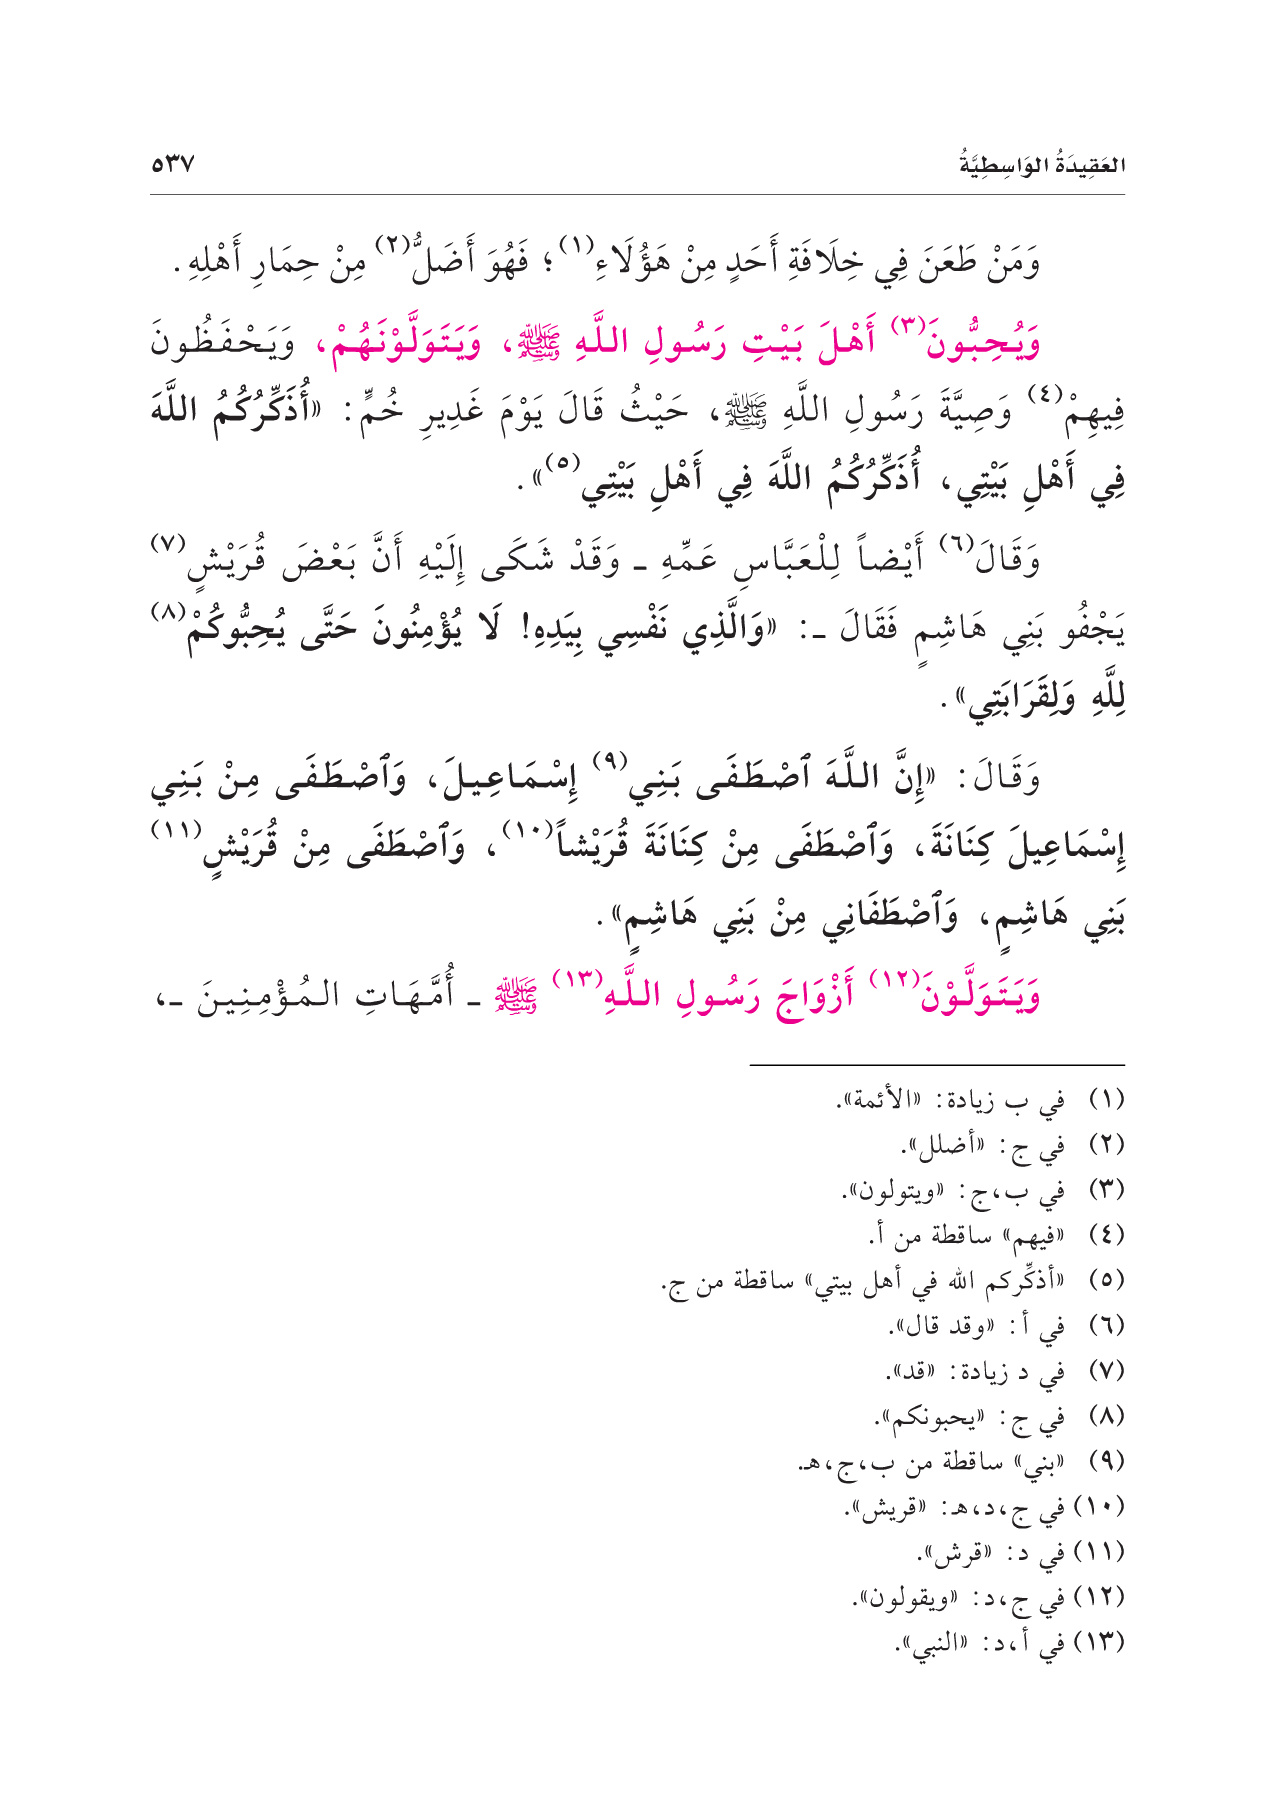 العَقِيدَةُ الوَاسِطِيَّةُ
٥٣٧
وَمَنْ طَعَنَ فِي خِلَافَةِ أَحَدٍ مِنْ هَؤُلَاءِ(١)؛ فَهُوَ أَضَلُّ(٢) مِنْ حِمَارِ أَهْلِهِ.
وَيُحِبُّونَ(٣) أَهْلَ بَيْتِ رَسُولِ اللَّهِ ﷺ، وَيَتَوَلَّوْنَهُمْ، وَيَحْفَظُونَ
فِيهِمْ(٤) وَصِيَّةَ رَسُولِ اللَّهِ ﷺ، حَيْثُ قَالَ يَوْمَ غَدِيرِ خُمٍّ: «أُذَكِّرُكُمُ اللَّهَ
فِي أَهْلِ بَيْتِي، أُذَكِّرُكُمُ اللَّهَ فِي أَهْلِ بَيْتِي(٥)».
وَقَالَ(٦) أَيْضاً لِلْعَبَّاسِ عَمِّهِ ـ وَقَدْ شَكَى إِلَيْهِ أَنَّ بَعْضَ قُرَيْشٍ(٧)
يَجْفُو بَنِي هَاشِمٍ فَقَالَ ـ: «وَالَّذِي نَفْسِي بِيَدِهِ! لَا يُؤْمِنُونَ حَتَّى يُحِبُّوكُمْ(٨)
لِلَّهِ وَلِقَرَابَتِي».
وَقَالَ: «إِنَّ اللَّهَ ٱصْطَفَى بَنِي(٩) إِسْمَاعِيلَ، وَٱصْطَفَى مِنْ بَنِي
إِسْمَاعِيلَ كِنَانَةَ، وَٱصْطَفَى مِنْ كِنَانَةَ قُرَيْشاً(١٠)، وَٱصْطَفَى مِنْ قُرَيْشٍ(١١)
بَنِي هَاشِمٍ، وَٱصْطَفَانِي مِنْ بَنِي هَاشِمٍ».
وَيَتَوَلَّوْنَ(١٢) أَزْوَاجَ رَسُولِ اللَّهِ(١٣) ﷺ ـ أُمَّهَاتِ المُؤْمِنِينَ ـ،
(١) في ب زيادة: «الأئمة».
(٢) في ج: «أضلل».
(٣) في ب،ج: «ويتولون».
(٤) «فيهم» ساقطة من أ.
(٥) «أذكِّركم الله في أهل بيتي» ساقطة من ج.
(٦) في أ: «وقد قال».
(٧) في د زيادة: «قد».
(٨) في ج: «يحبونكم».
(٩) «بني» ساقطة من ب،ج،هـ.
(١٠) في ج،د،هـ: «قريش».
(١١) في د: «قرش».
(١٢) في ج،د: «ويقولون».
(١٣) في أ،د: «النبي».